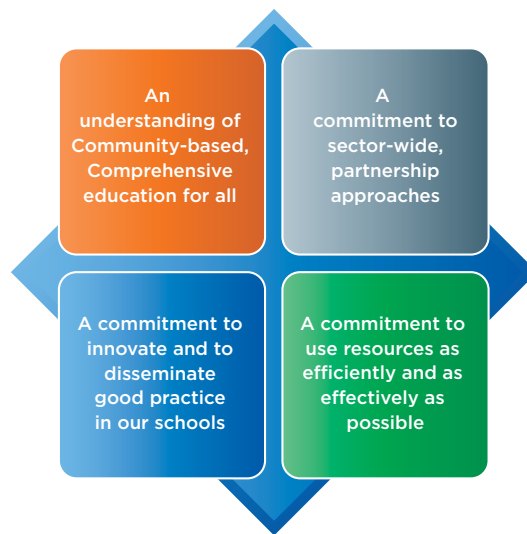 An
understanding of
Community-based,
Comprehensive
education for all
A
commitment to
sector-wide,
partnership
approaches
A commitment to
innovate and to
disseminate
good practice
in our schools
A commitment to
use resources as
efficiently and as
effectively as
possible